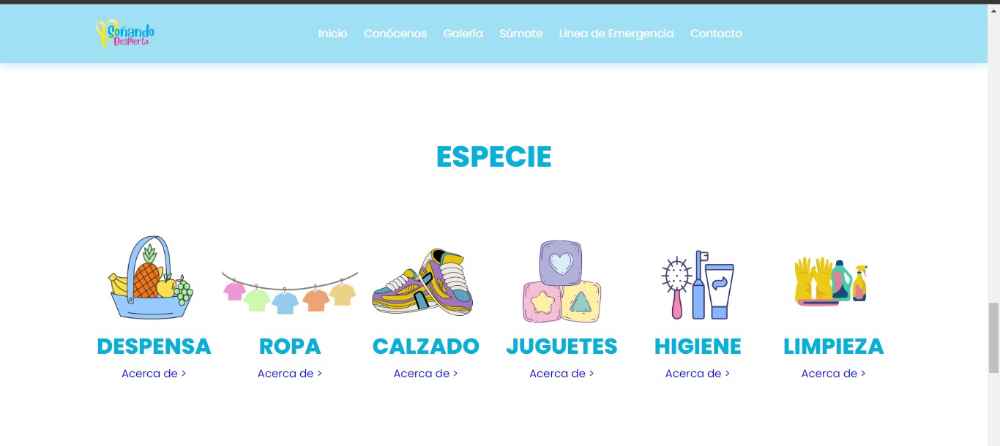 Soñando
Despierto
Inicio Conócenos Galería Súmate Linea de Emergencia Contacto
ESPECIE
DESPENSA ROPA CALZADO JUGUETES HIGIENE LIMPIEZA
Acerca de > Acerca de > Acerca de > Acerca de > Acerca de > Acerca de >